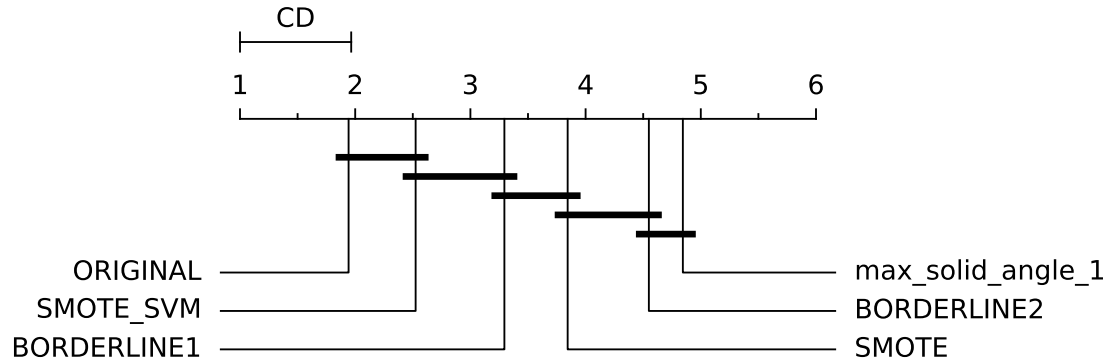 CD
1 2 3 4 5 6
ORIGINAL max_solid_angle_1
SMOTE_SVM BORDERLINE2
BORDERLINE1 SMOTE